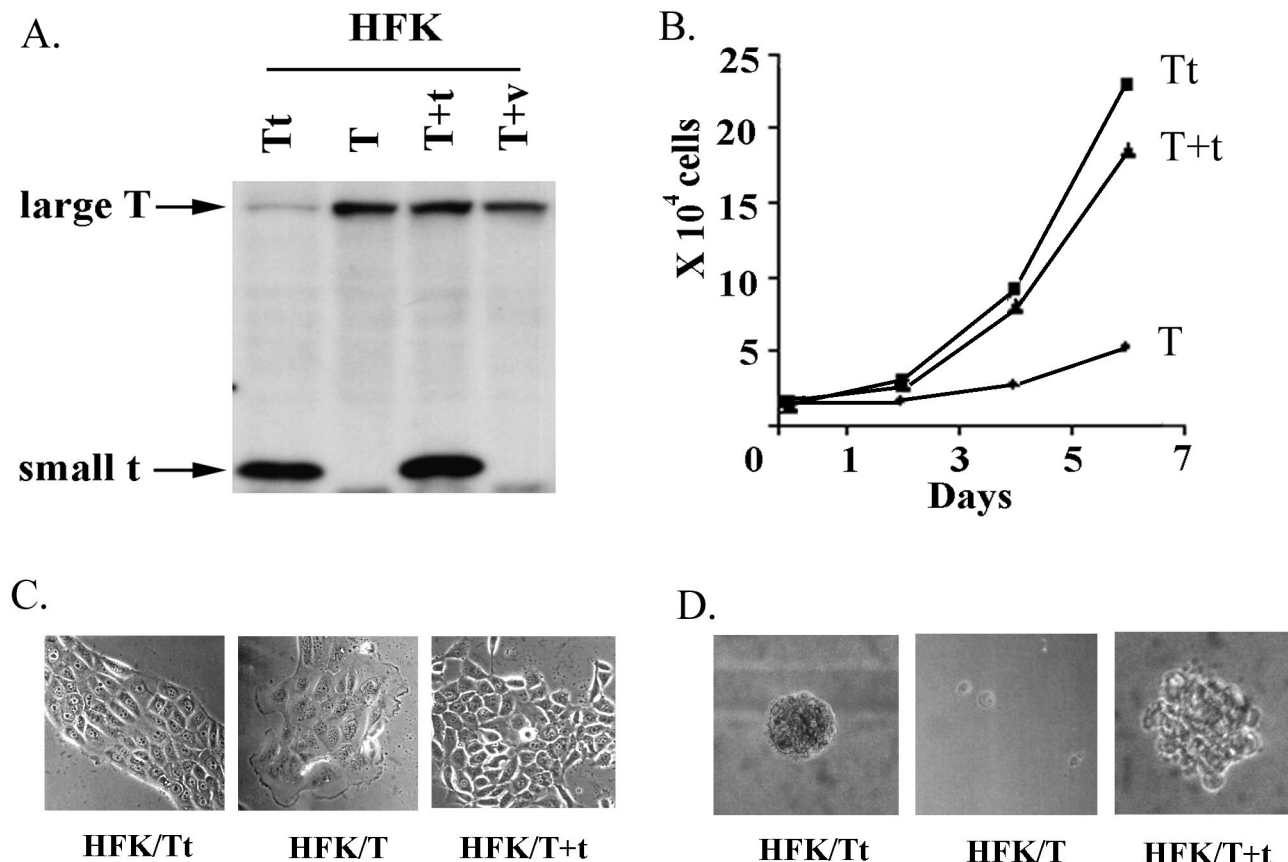 A.
HFK
Tt T T+t T+v
large T
small t
B.
X 10⁴ cells
25
20
15
10
5
0 1 3 5 7
Days
Tt
T+t
T
C.
HFK/Tt HFK/T HFK/T+t
D.
HFK/Tt HFK/T HFK/T+t